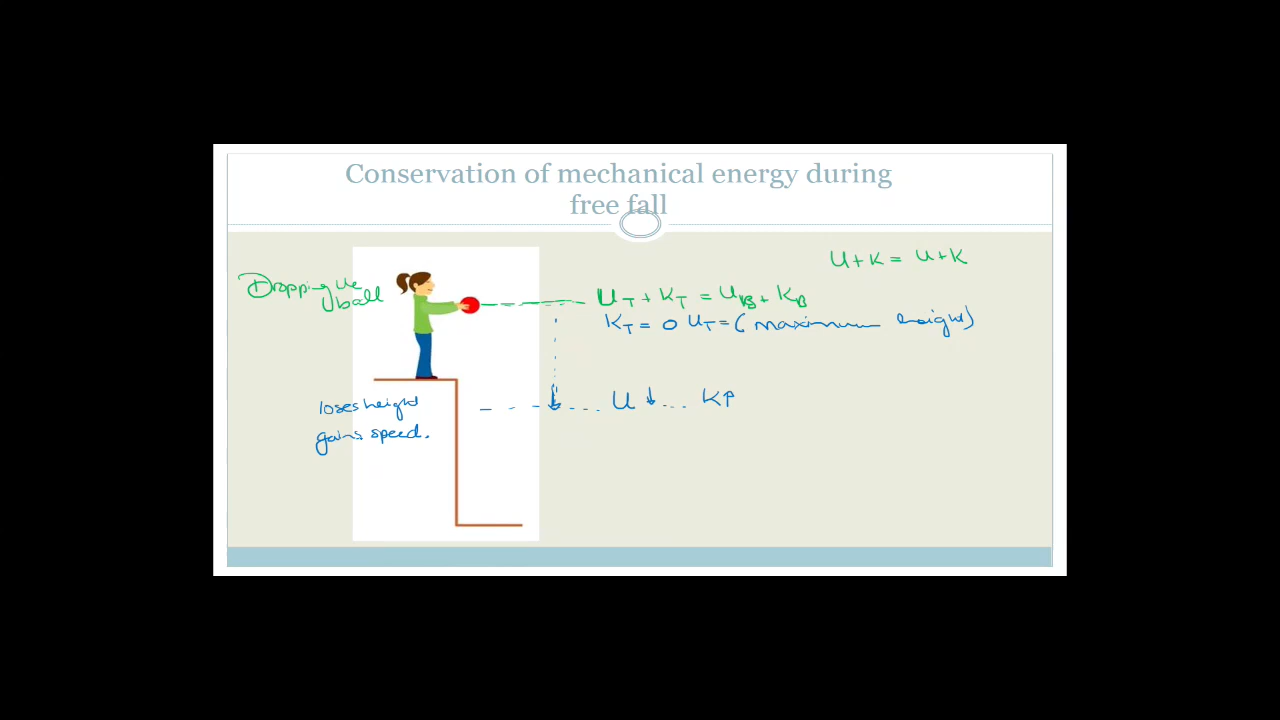 Conservation of mechanical energy during
free fall
U + K = U + K
Dropping the
ball
U_T + K_T = U_B + K_B
K_T = 0 U_T = (maximum height)
loses height
U ↓ ... K↑
gains speed.